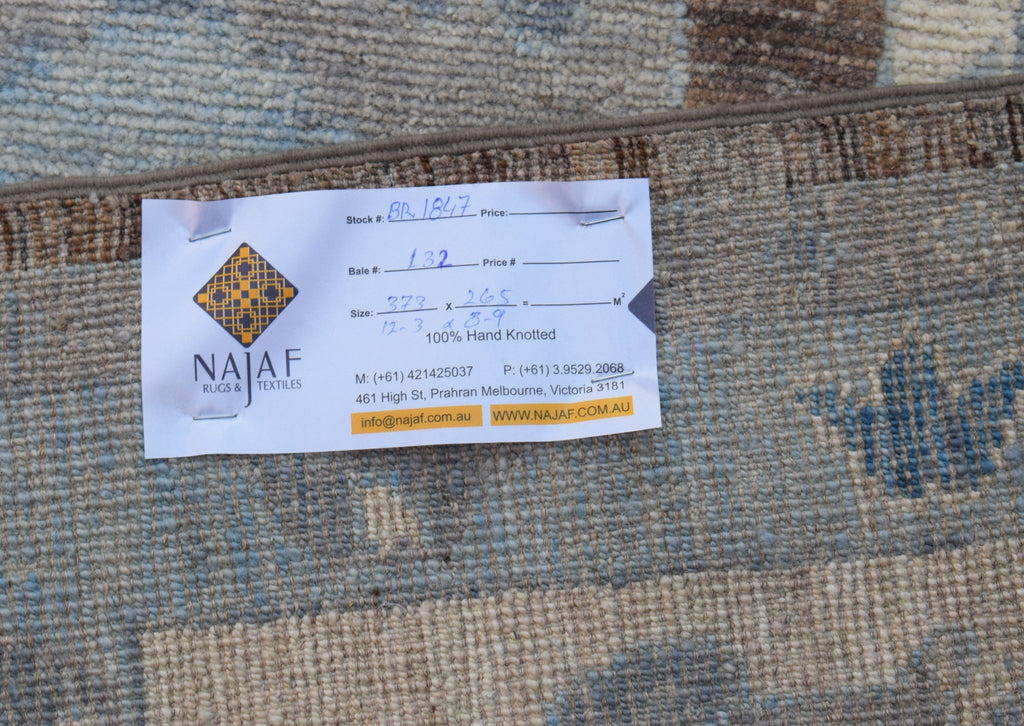 Stock #: BR 1847 Price:
Bale #: 132 Price #
Size: 373 x 265 = M²
12-3 x 8-9
100% Hand Knotted
NAJAF
RUGS & TEXTILES
M: (+61) 421425037 P: (+61) 3.9529.2068
461 High St, Prahran Melbourne, Victoria 3181
info@najaf.com.au WWW.NAJAF.COM.AU